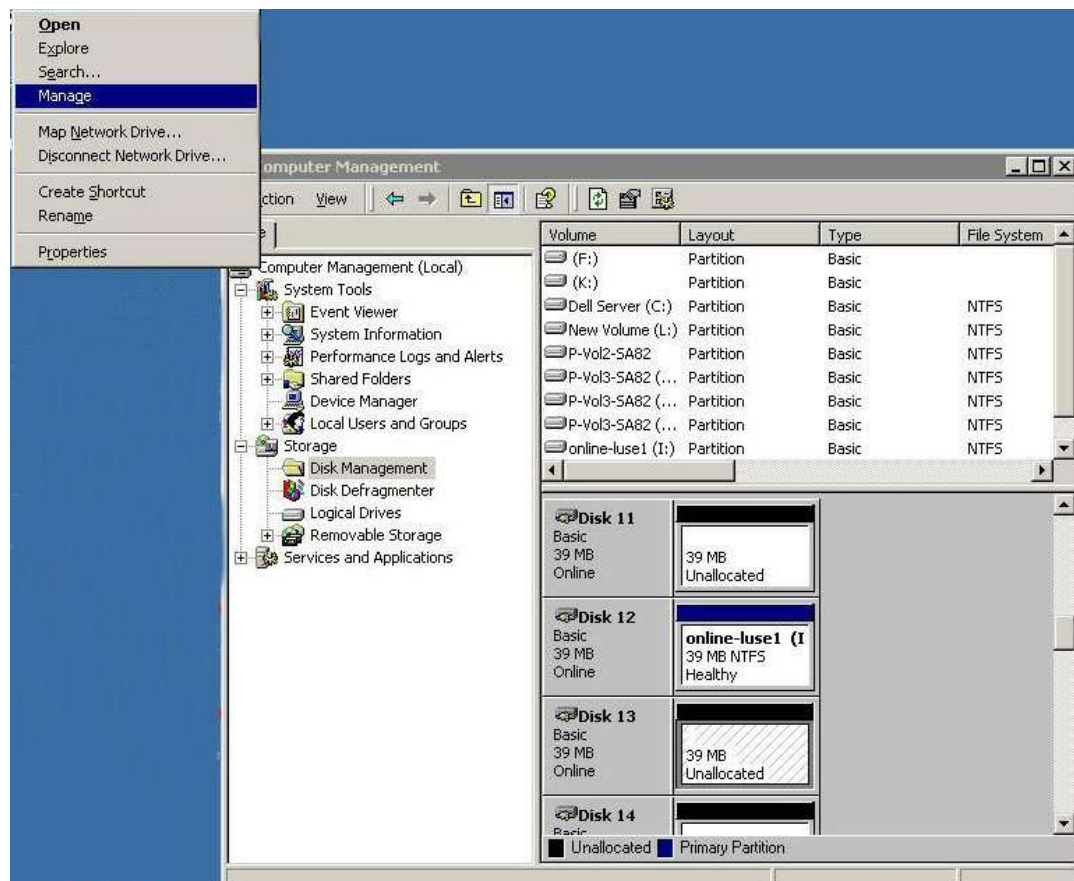 Open
Explore
Search...
Manage
Map Network Drive...
Disconnect Network Drive...
Create Shortcut
Rename
Properties
omputer Management
ction View
e
Computer Management (Local)
System Tools
Event Viewer
System Information
Performance Logs and Alerts
Shared Folders
Device Manager
Local Users and Groups
Storage
Disk Management
Disk Defragmenter
Logical Drives
Removable Storage
Services and Applications
Volume Layout Type File System
(F:) Partition Basic
(K:) Partition Basic
Dell Server (C:) Partition Basic NTFS
New Volume (L:) Partition Basic NTFS
P-Vol2-SA82 Partition Basic NTFS
P-Vol3-SA82 (... Partition Basic NTFS
P-Vol3-SA82 (... Partition Basic NTFS
P-Vol3-SA82 (... Partition Basic NTFS
online-luse1 (I:) Partition Basic NTFS
Disk 11
Basic
39 MB
Online
39 MB
Unallocated
Disk 12
Basic
39 MB
Online
online-luse1 (I
39 MB NTFS
Healthy
Disk 13
Basic
39 MB
Online
39 MB
Unallocated
Disk 14
Basic
Unallocated Primary Partition